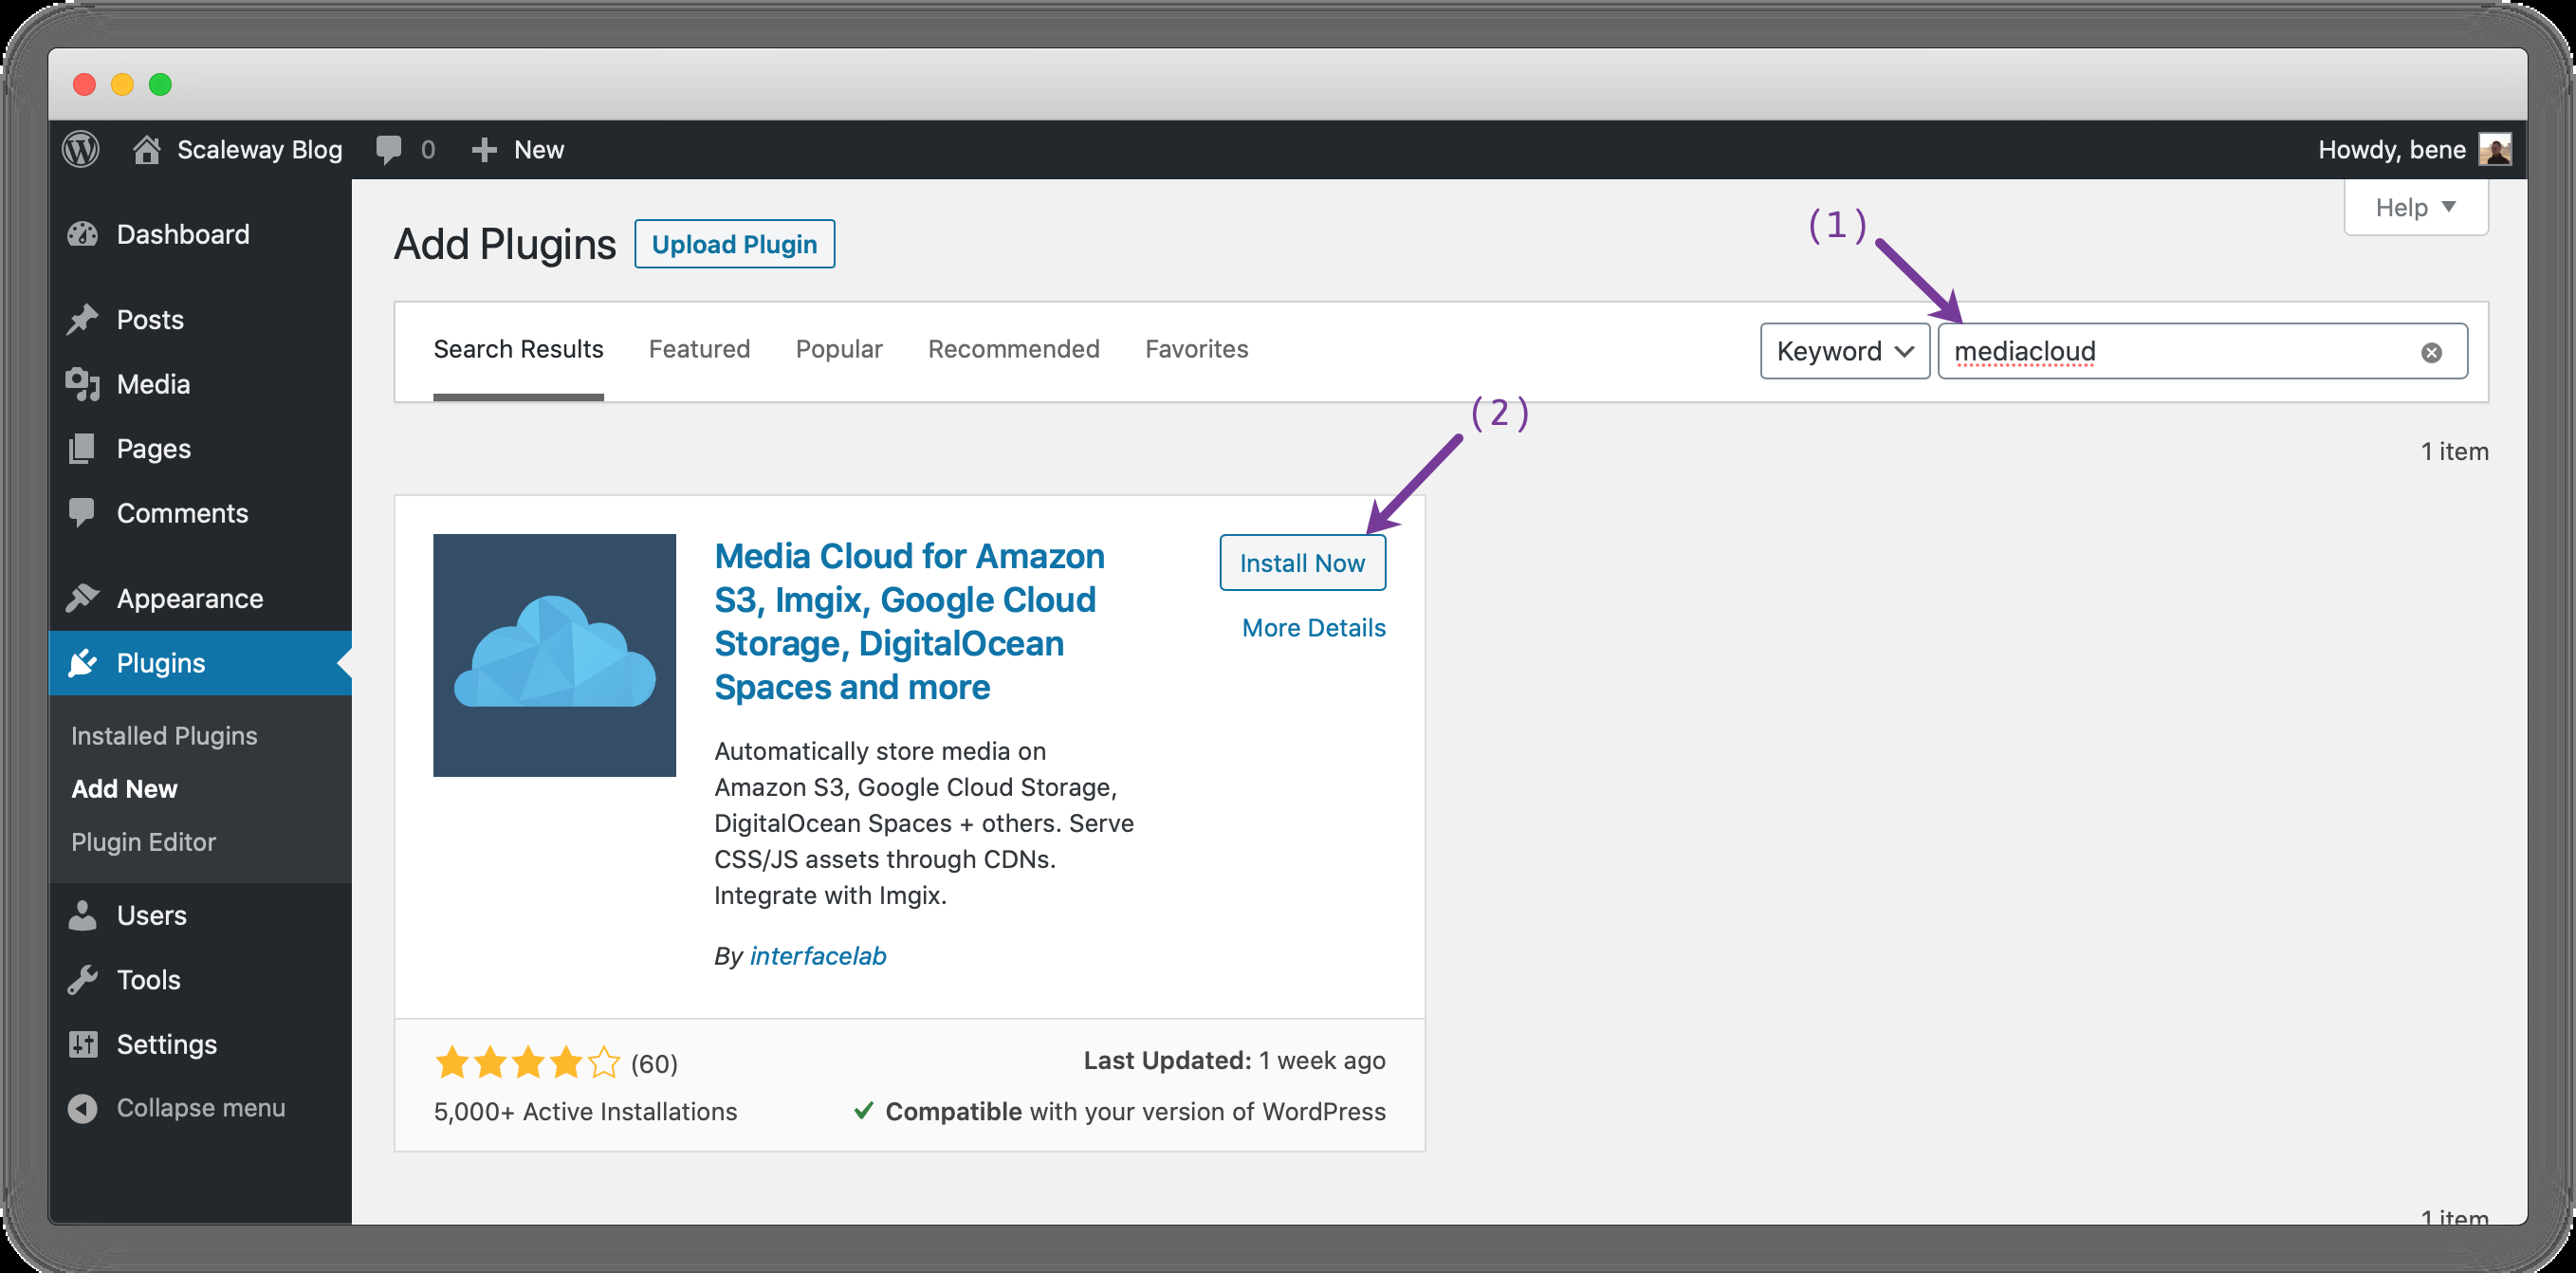 Scaleway Blog 0 New Howdy, bene
Dashboard
Posts
Media
Pages
Comments
Appearance
Plugins
Installed Plugins
Add New
Plugin Editor
Users
Tools
Settings
Collapse menu
Help
Add Plugins Upload Plugin
(1)
Search Results Featured Popular Recommended Favorites Keyword mediacloud
(2)
1 item
Media Cloud for Amazon
S3, Imgix, Google Cloud
Storage, DigitalOcean
Spaces and more
Install Now
More Details
Automatically store media on
Amazon S3, Google Cloud Storage,
DigitalOcean Spaces + others. Serve
CSS/JS assets through CDNs.
Integrate with Imgix.
By interfacelab
(60)
Last Updated: 1 week ago
5,000+ Active Installations
Compatible with your version of WordPress
1 item